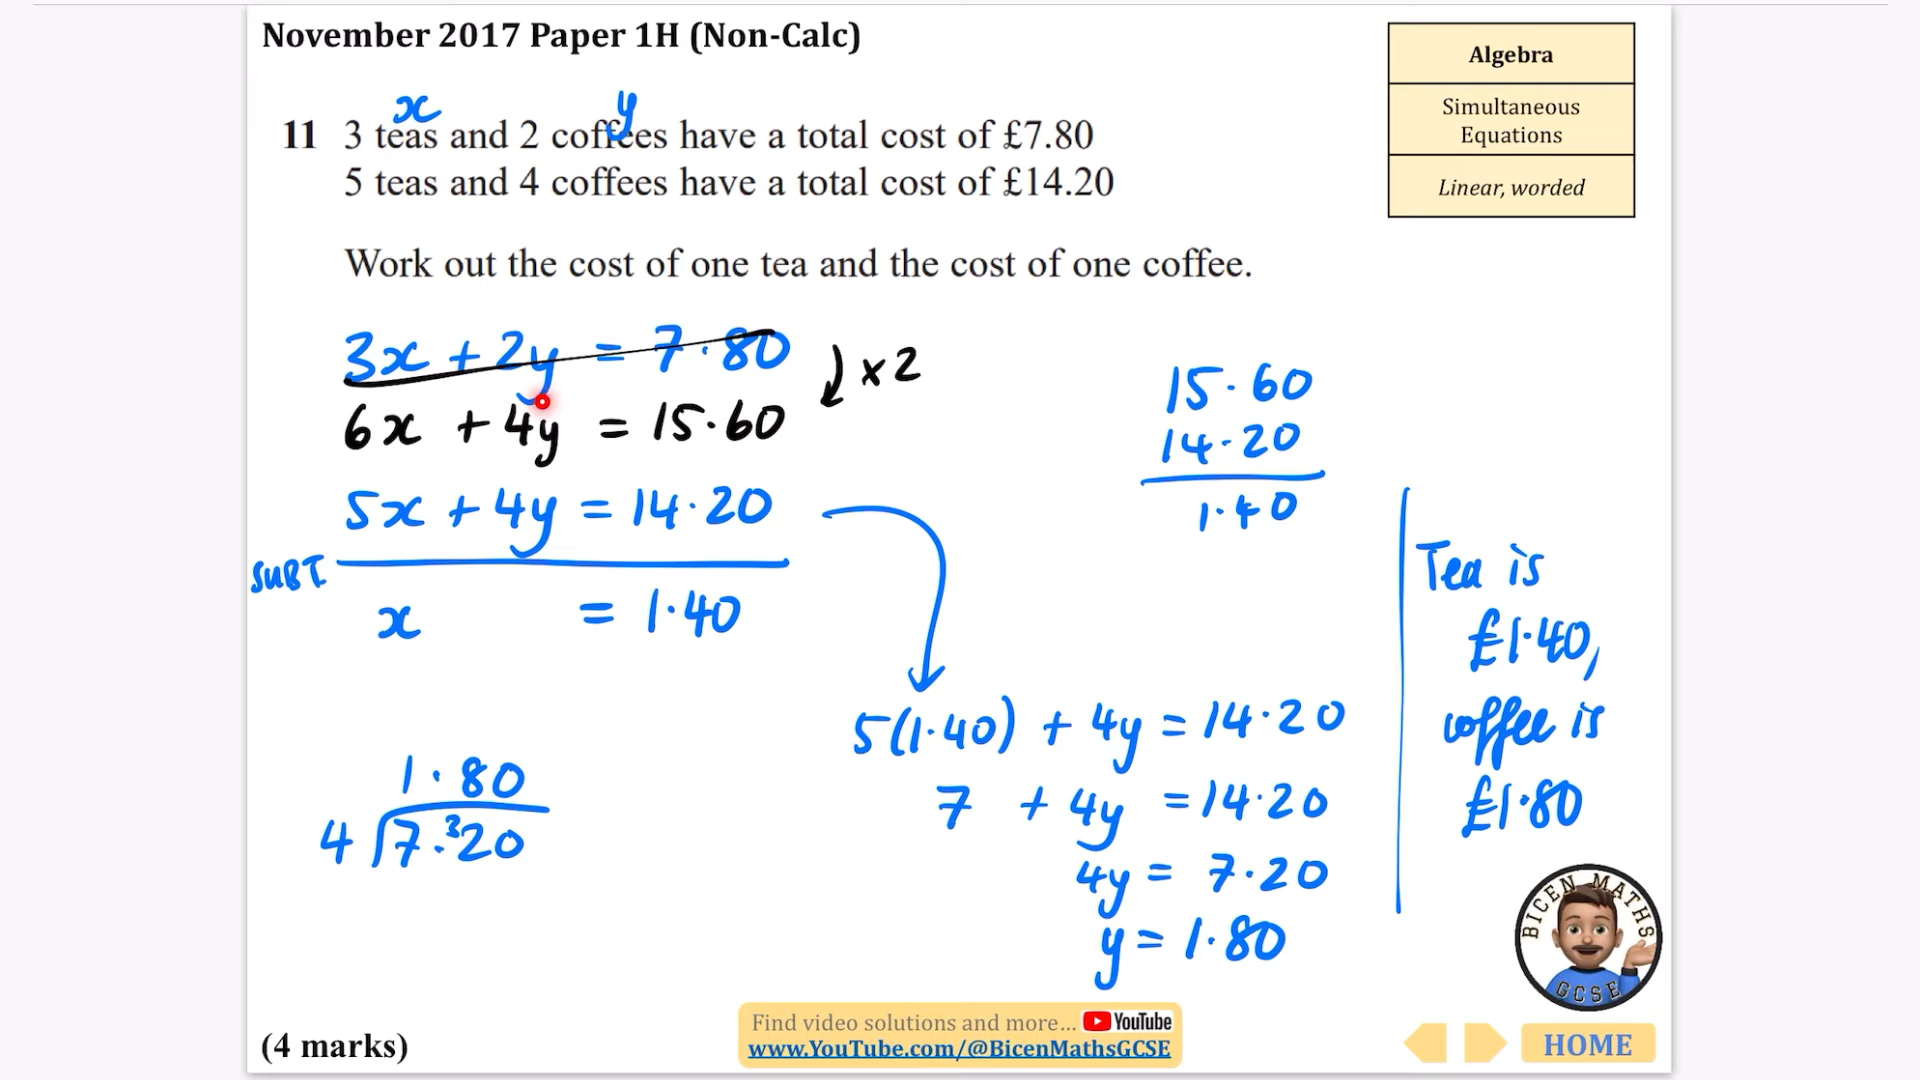 November 2017 Paper 1H (Non-Calc)
Algebra
Simultaneous
Equations
Linear, worded
x y
11 3 teas and 2 coffees have a total cost of £7.80
5 teas and 4 coffees have a total cost of £14.20
Work out the cost of one tea and the cost of one coffee.
3x + 2y = 7.80
x 2
6x + 4y = 15.60
5x + 4y = 14.20
SUBT
x = 1.40
15.60
14.20
1.40
5(1.40) + 4y = 14.20
7 + 4y = 14.20
4y = 7.20
y = 1.80
1.80
4 7.³20
Tea is
£1.40,
coffee is
£1.80
BICEN MATHS
GCSE
(4 marks)
Find video solutions and more... YouTube
www.YouTube.com/@BicenMathsGCSE
HOME